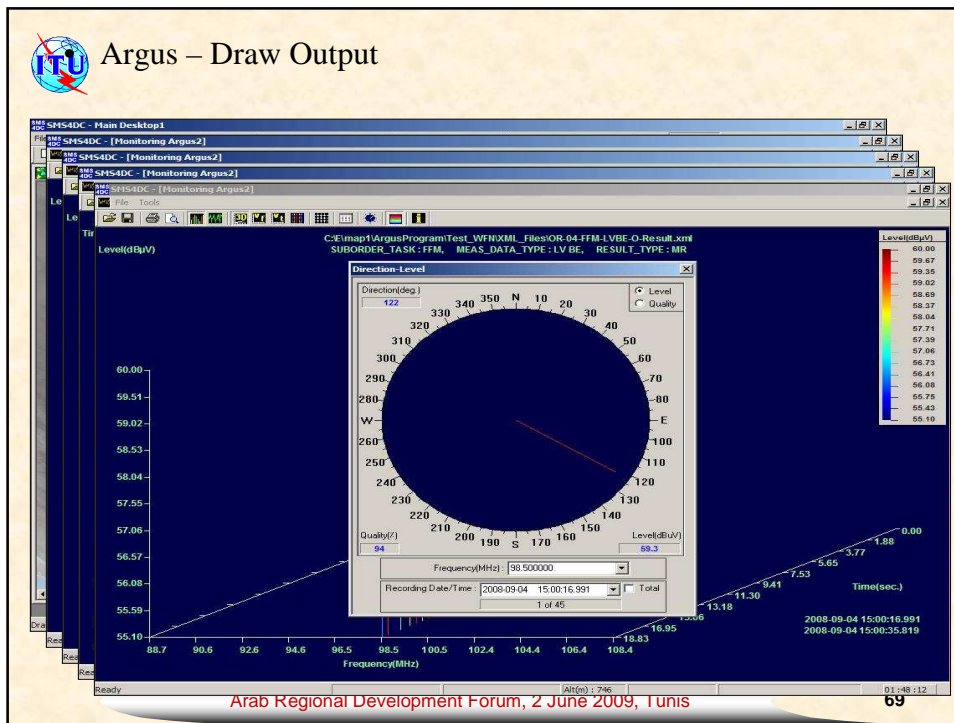 ITU
Argus – Draw Output
SMS4DC - Main Desktop1
SMS4DC - [Monitoring Argus2]
SMS4DC - [Monitoring Argus2]
SMS4DC - [Monitoring Argus2]
SMS4DC - [Monitoring Argus2]
File Tools
C:\E\map1\ArgusProgram\Test_WFN\XML_Files\OR-04-FFM-LVBE-O-Result.xml
SUBORDER_TASK : FFM, MEAS_DATA_TYPE : LV BE, RESULT_TYPE : MR
Level(dBµV)
Level(dBµV)
60.00
59.67
59.35
59.02
58.69
58.37
58.04
57.71
57.39
57.06
56.73
56.41
56.08
55.75
55.43
55.10
Direction-Level
Direction(deg.)
122
Level
Quality
N 10 20 30 40 50 60 70 80 E 100 110 120 130 140 150 160 170 S 190 200 210 220 230 240 250 260 W 280 290 300 310 320 330 340 350
Quality(%)
94
Level(dBuV)
59.3
Frequency(MHz) : 98.500000
Recording Date/Time : 2008-09-04 15:00:16.991 Total
1 of 45
60.00
59.51
59.02
58.53
58.04
57.55
57.06
56.57
56.08
55.59
55.10
88.7 90.6 92.6 94.6 96.5 98.5 100.5 102.4 104.4 106.4 108.4
Frequency(MHz)
0.00
1.88
3.77
5.65
7.53
9.41
11.30
13.18
16.95
18.83
Time(sec.)
2008-09-04 15:00:16.991
2008-09-04 15:00:35.819
Ready
Alt(m) : 746
01:48:12
Arab Regional Development Forum, 2 June 2009, Tunis
69